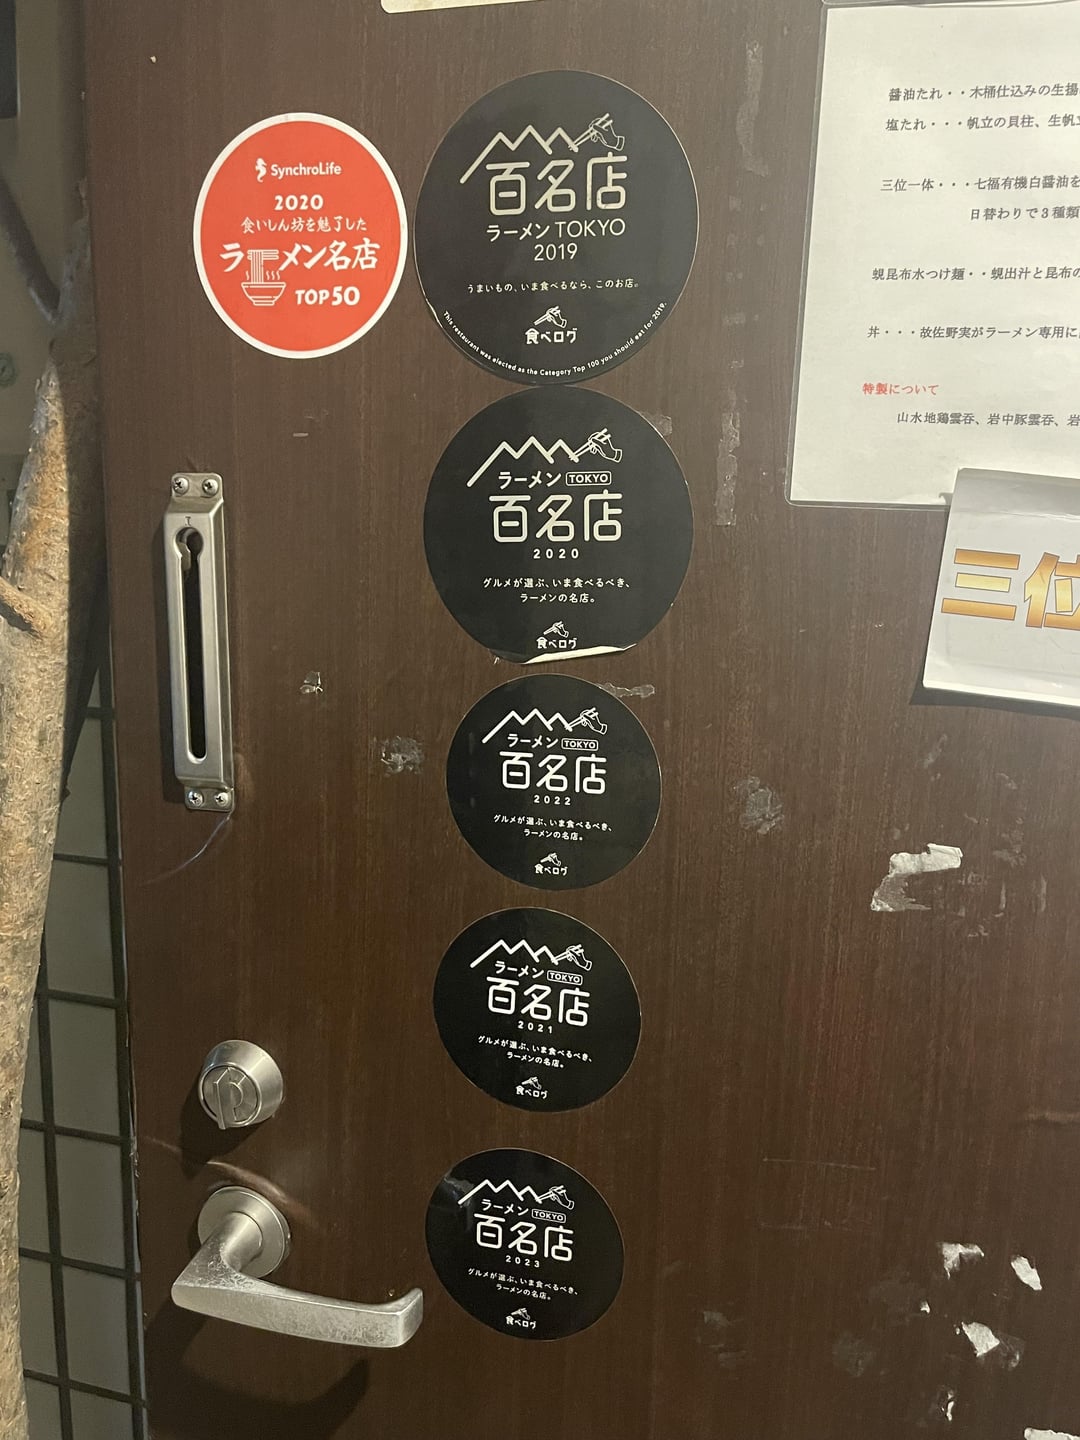 SynchroLife
2020
食いしん坊を魅了した
ラーメン名店
TOP50
百名店
ラーメン TOKYO
2019
うまいもの、いま食べるなら、このお店。
食べログ
This restaurant was elected as the Category Top 100 you should eat for 2019.
ラーメン TOKYO
百名店
2020
グルメが選ぶ、いま食べるべき、
ラーメンの名店。
食べログ
ラーメン TOKYO
百名店
2022
グルメが選ぶ、いま食べるべき、
ラーメンの名店。
食べログ
ラーメン TOKYO
百名店
2021
グルメが選ぶ、いま食べるべき、
ラーメンの名店。
食べログ
ラーメン TOKYO
百名店
2023
グルメが選ぶ、いま食べるべき、
ラーメンの名店。
食べログ
醤油たれ・・木桶仕込みの生揚
塩たれ・・・帆立の貝柱、生帆立
三位一体・・・七福有機白醤油を
日替わりで３種類
蜆昆布水つけ麺・・蜆出汁と昆布の
丼・・・故佐野実がラーメン専用に
特製について
山水地鶏雲呑、岩中豚雲呑、岩
三位